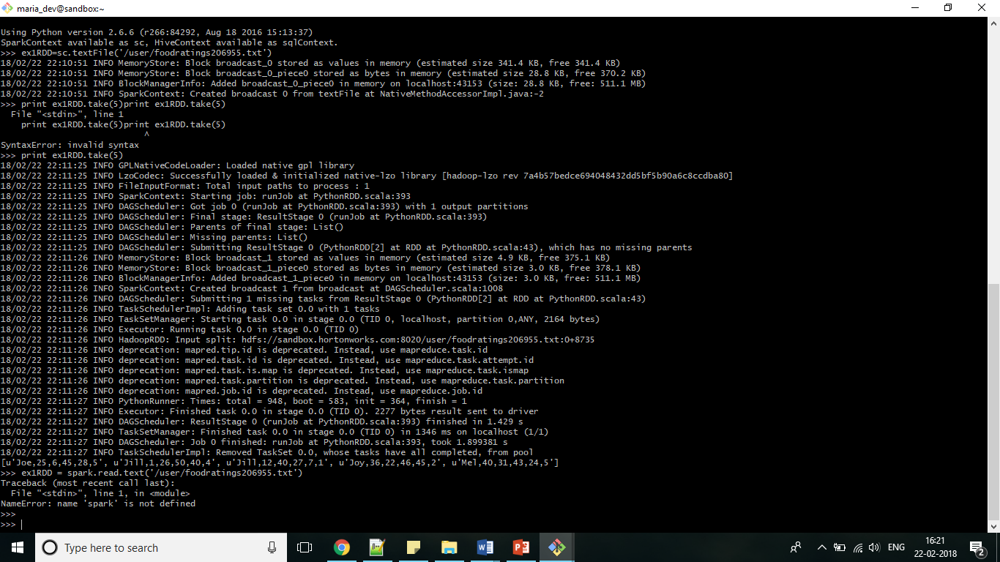 maria_dev@sandbox:~
Using Python version 2.6.6 (r266:84292, Aug 18 2016 15:13:37)
SparkContext available as sc, HiveContext available as sqlContext.
>>> ex1RDD=sc.textFile('/user/foodratings206955.txt')
18/02/22 22:10:51 INFO MemoryStore: Block broadcast_0 stored as values in memory (estimated size 341.4 KB, free 341.4 KB)
18/02/22 22:10:51 INFO MemoryStore: Block broadcast_0_piece0 stored as bytes in memory (estimated size 28.8 KB, free 370.2 KB)
18/02/22 22:10:51 INFO BlockManagerInfo: Added broadcast_0_piece0 in memory on localhost:43153 (size: 28.8 KB, free: 511.1 MB)
18/02/22 22:10:51 INFO SparkContext: Created broadcast 0 from textFile at NativeMethodAccessorImpl.java:-2
>>> print ex1RDD.take(5)print ex1RDD.take(5)
  File "<stdin>", line 1
    print ex1RDD.take(5)print ex1RDD.take(5)
                            ^
SyntaxError: invalid syntax
>>> print ex1RDD.take(5)
18/02/22 22:11:25 INFO GPLNativeCodeLoader: Loaded native gpl library
18/02/22 22:11:25 INFO LzoCodec: Successfully loaded & initialized native-lzo library [hadoop-lzo rev 7a4b57bedce694048432dd5bf5b90a6c8ccdba80]
18/02/22 22:11:25 INFO FileInputFormat: Total input paths to process : 1
18/02/22 22:11:25 INFO SparkContext: Starting job: runJob at PythonRDD.scala:393
18/02/22 22:11:25 INFO DAGScheduler: Got job 0 (runJob at PythonRDD.scala:393) with 1 output partitions
18/02/22 22:11:25 INFO DAGScheduler: Final stage: ResultStage 0 (runJob at PythonRDD.scala:393)
18/02/22 22:11:25 INFO DAGScheduler: Parents of final stage: List()
18/02/22 22:11:25 INFO DAGScheduler: Missing parents: List()
18/02/22 22:11:25 INFO DAGScheduler: Submitting ResultStage 0 (PythonRDD[2] at RDD at PythonRDD.scala:43), which has no missing parents
18/02/22 22:11:26 INFO MemoryStore: Block broadcast_1 stored as values in memory (estimated size 4.9 KB, free 375.1 KB)
18/02/22 22:11:26 INFO MemoryStore: Block broadcast_1_piece0 stored as bytes in memory (estimated size 3.0 KB, free 378.1 KB)
18/02/22 22:11:26 INFO BlockManagerInfo: Added broadcast_1_piece0 in memory on localhost:43153 (size: 3.0 KB, free: 511.1 MB)
18/02/22 22:11:26 INFO SparkContext: Created broadcast 1 from broadcast at DAGScheduler.scala:1008
18/02/22 22:11:26 INFO DAGScheduler: Submitting 1 missing tasks from ResultStage 0 (PythonRDD[2] at RDD at PythonRDD.scala:43)
18/02/22 22:11:26 INFO TaskSchedulerImpl: Adding task set 0.0 with 1 tasks
18/02/22 22:11:26 INFO TaskSetManager: Starting task 0.0 in stage 0.0 (TID 0, localhost, partition 0,ANY, 2164 bytes)
18/02/22 22:11:26 INFO Executor: Running task 0.0 in stage 0.0 (TID 0)
18/02/22 22:11:26 INFO HadoopRDD: Input split: hdfs://sandbox.hortonworks.com:8020/user/foodratings206955.txt:0+8735
18/02/22 22:11:26 INFO deprecation: mapred.tip.id is deprecated. Instead, use mapreduce.task.id
18/02/22 22:11:26 INFO deprecation: mapred.task.id is deprecated. Instead, use mapreduce.task.attempt.id
18/02/22 22:11:26 INFO deprecation: mapred.task.is.map is deprecated. Instead, use mapreduce.task.ismap
18/02/22 22:11:26 INFO deprecation: mapred.task.partition is deprecated. Instead, use mapreduce.task.partition
18/02/22 22:11:26 INFO deprecation: mapred.job.id is deprecated. Instead, use mapreduce.job.id
18/02/22 22:11:27 INFO PythonRunner: Times: total = 948, boot = 583, init = 364, finish = 1
18/02/22 22:11:27 INFO Executor: Finished task 0.0 in stage 0.0 (TID 0). 2277 bytes result sent to driver
18/02/22 22:11:27 INFO DAGScheduler: ResultStage 0 (runJob at PythonRDD.scala:393) finished in 1.429 s
18/02/22 22:11:27 INFO TaskSetManager: Finished task 0.0 in stage 0.0 (TID 0) in 1346 ms on localhost (1/1)
18/02/22 22:11:27 INFO DAGScheduler: Job 0 finished: runJob at PythonRDD.scala:393, took 1.899381 s
18/02/22 22:11:27 INFO TaskSchedulerImpl: Removed TaskSet 0.0, whose tasks have all completed, from pool
[u'Joe,25,6,45,28,5', u'Jill,1,26,50,40,4', u'Jill,12,40,27,7,1', u'Joy,36,22,46,45,2', u'Mel,40,31,43,24,5']
>>> ex1RDD = spark.read.text('/user/foodratings206955.txt')
Traceback (most recent call last):
  File "<stdin>", line 1, in <module>
NameError: name 'spark' is not defined
>>>
>>>
Type here to search
ENG
16:21
22-02-2018
2